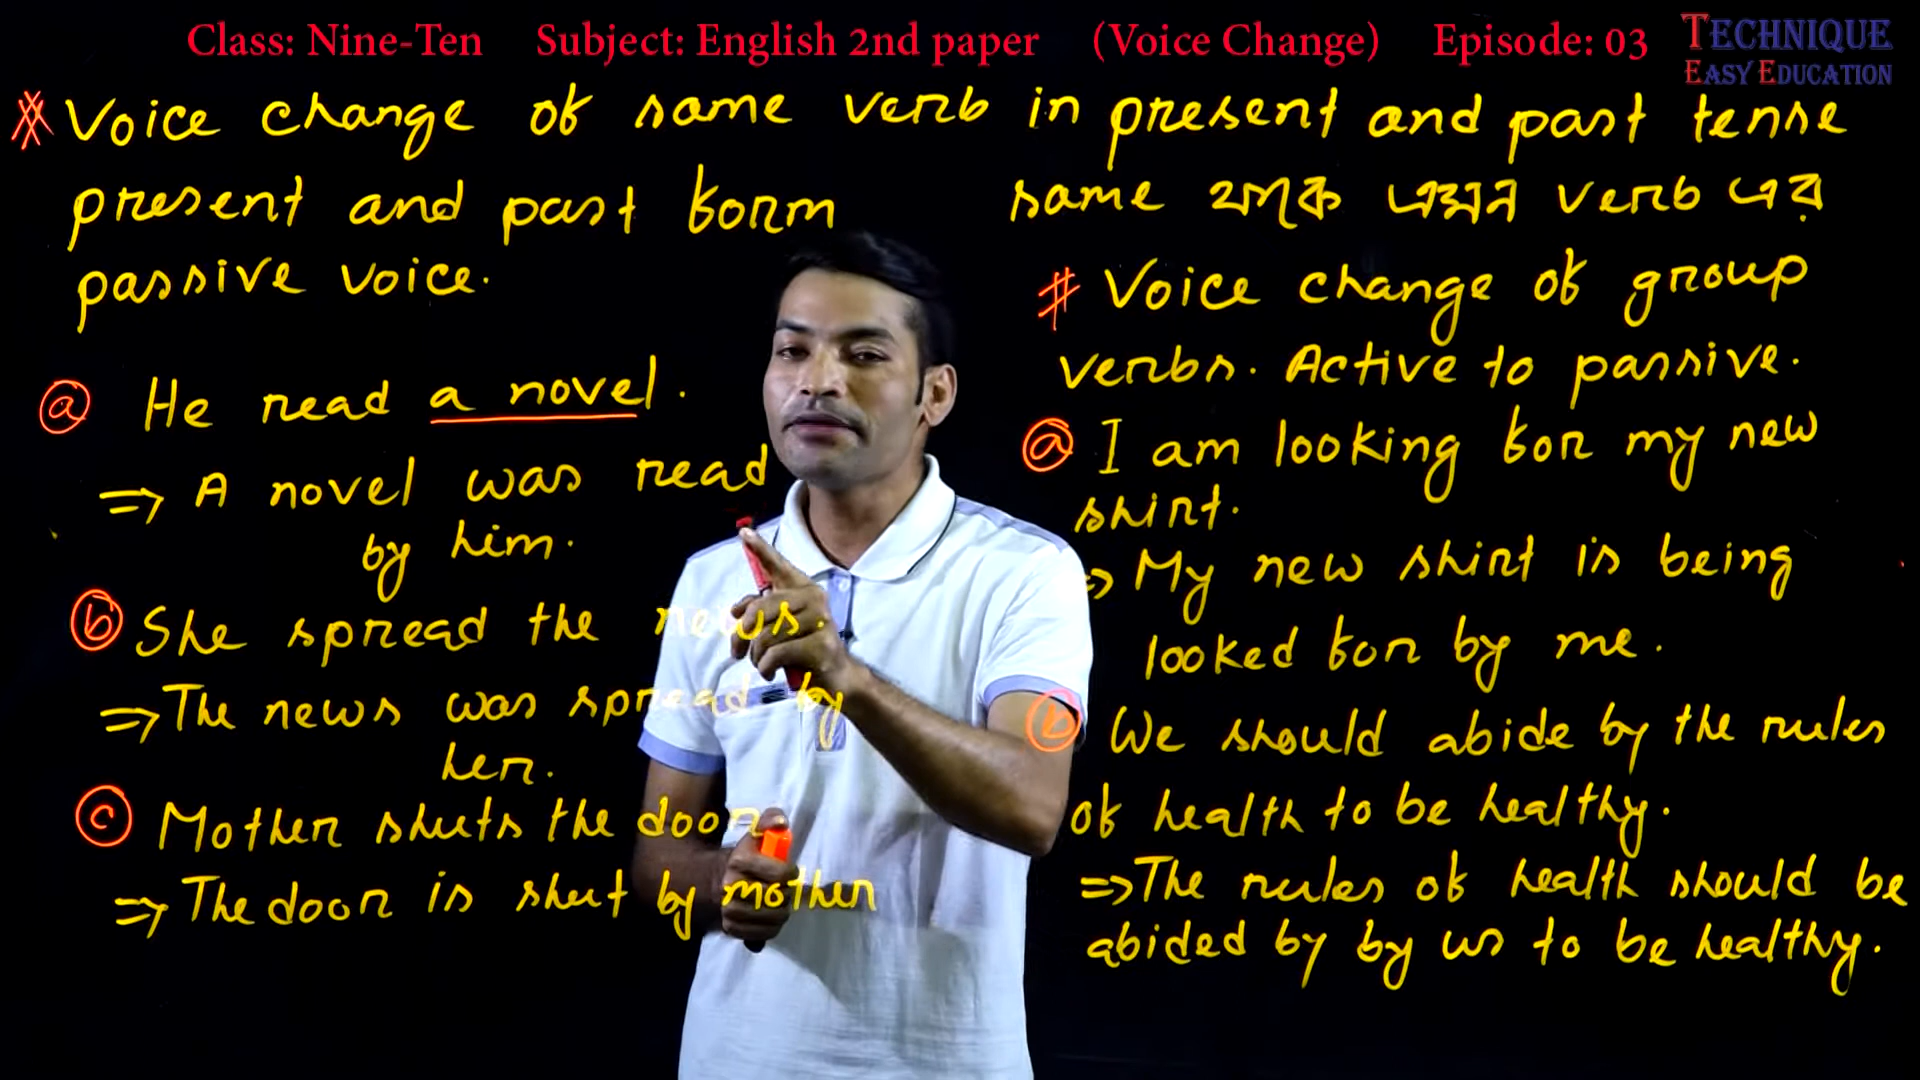 Class: Nine-Ten Subject: English 2nd paper (Voice Change) Episode: 03
TECHNIQUE
EASY EDUCATION
Voice change of same verb in present and past tense
present and past form
passive voice.
same থাকে এমন verb এর
ⓐ He read a novel.
⇒ A novel was read
by him.
ⓑ She spread the news.
⇒ The news was spread by
her.
ⓒ Mother shuts the door
⇒ The door is shut by mother
# Voice change of group
verbs. Active to passive.
ⓐ I am looking for my new
shirt.
⇒ My new shirt is being
looked for by me.
ⓑ We should abide by the rules
of health to be healthy.
⇒ The rules of health should be
abided by by us to be healthy.